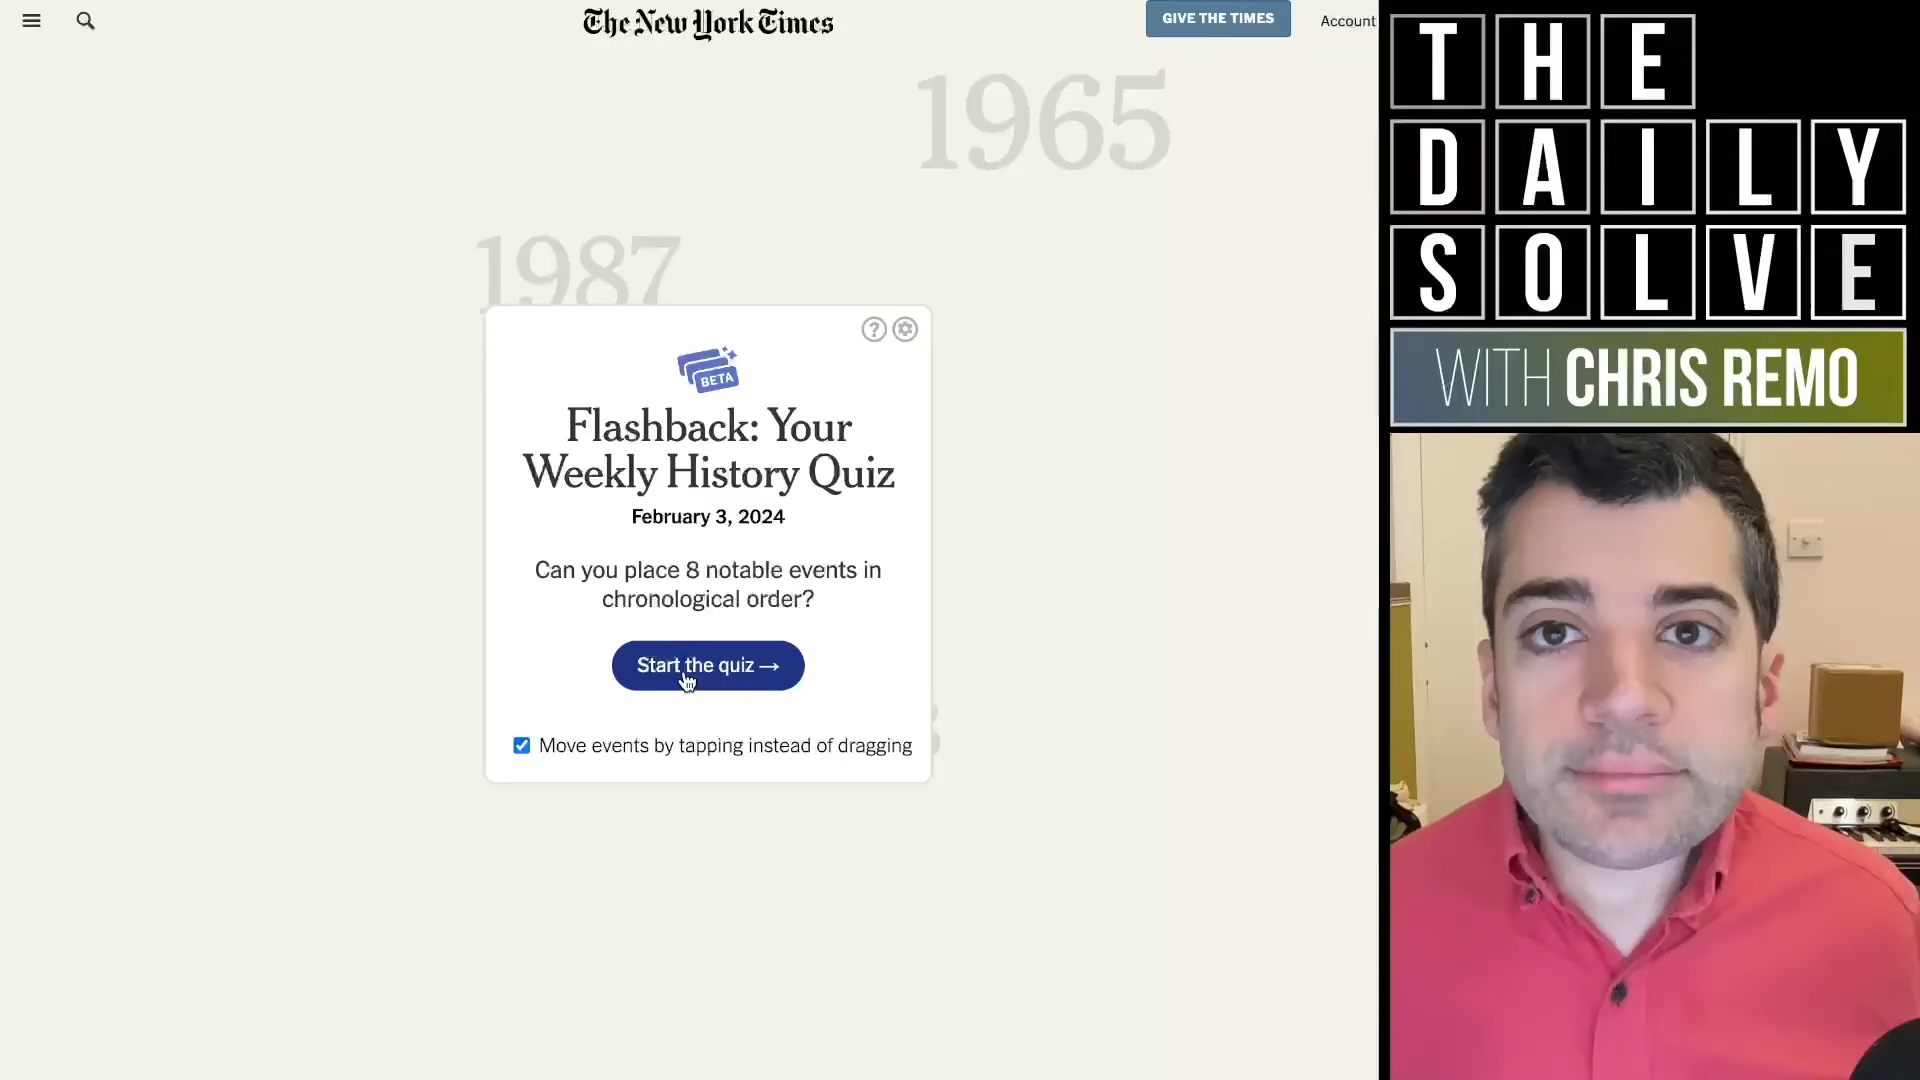 The New York Times
GIVE THE TIMES
Account
1965
1987
?
BETA
Flashback: Your
Weekly History Quiz
February 3, 2024
Can you place 8 notable events in
chronological order?
Start the quiz →
Move events by tapping instead of dragging
THE
DAILY
SOLVE
WITH CHRIS REMO